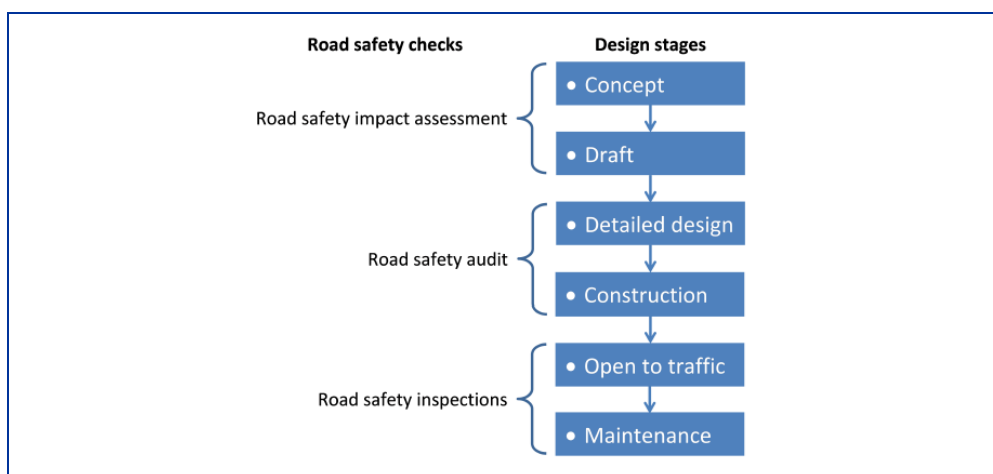 Road safety checks
Design stages
Road safety impact assessment
• Concept
• Draft
Road safety audit
• Detailed design
• Construction
Road safety inspections
• Open to traffic
• Maintenance